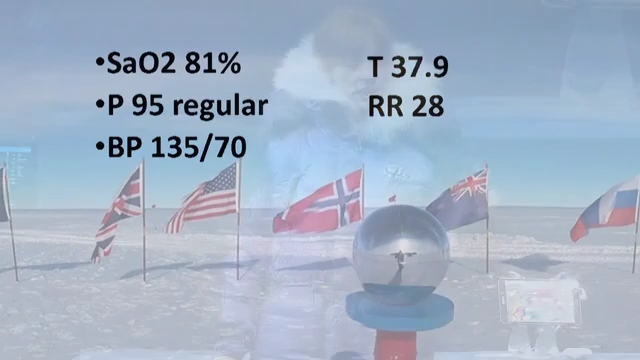 •SaO2 81%
•P 95 regular
•BP 135/70
T 37.9
RR 28